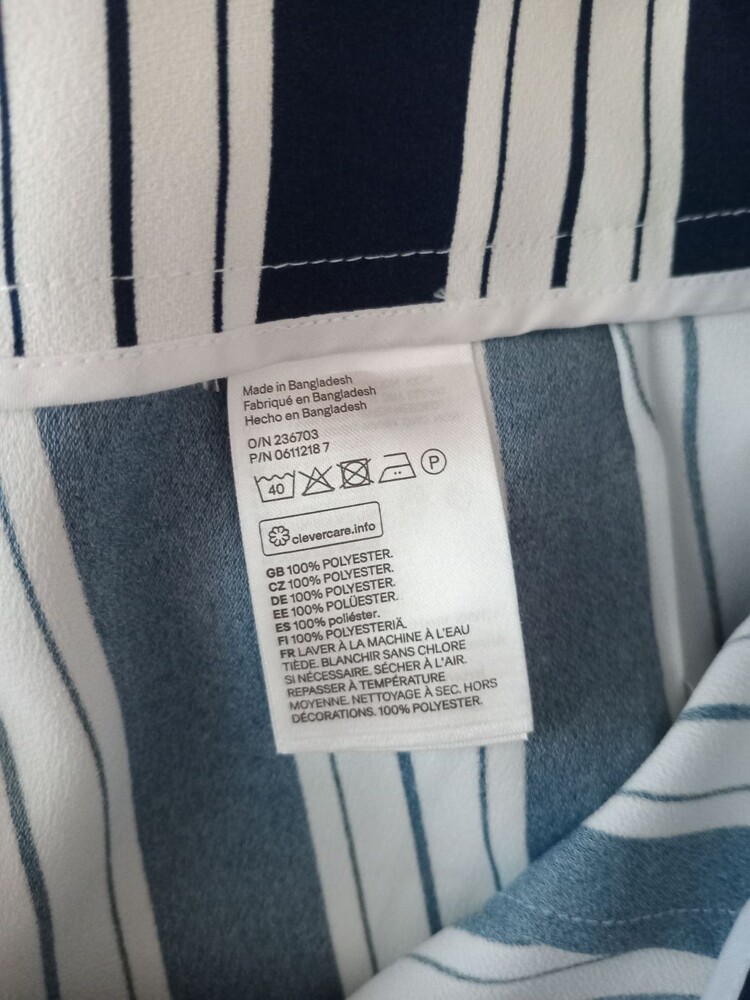 Made in Bangladesh
Fabriqué en Bangladesh
Hecho en Bangladesh
O/N 236703
P/N 0611218 7
40 P
clevercare.info
GB 100% POLYESTER.
CZ 100% POLYESTER.
DE 100% POLYESTER.
EE 100% POLÜESTER.
ES 100% poliéster.
FI 100% POLYESTERIÄ.
FR LAVER À LA MACHINE À L'EAU
TIÈDE. BLANCHIR SANS CHLORE
SI NÉCESSAIRE. SÉCHER À L'AIR.
REPASSER À TEMPÉRATURE
MOYENNE. NETTOYAGE À SEC. HORS
DÉCORATIONS. 100% POLYESTER.